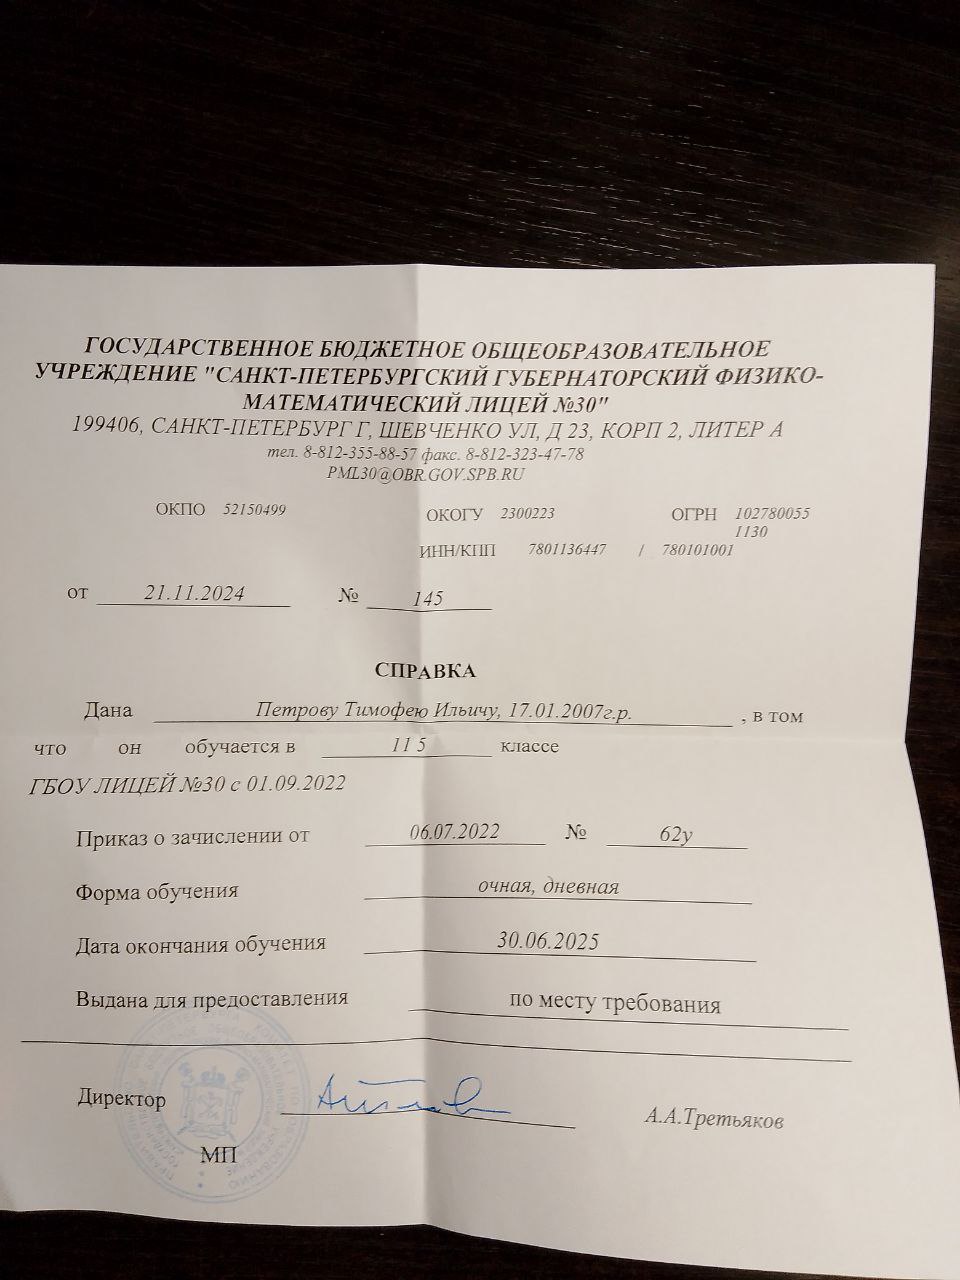 ГОСУДАРСТВЕННОЕ БЮДЖЕТНОЕ ОБЩЕОБРАЗОВАТЕЛЬНОЕ
УЧРЕЖДЕНИЕ "САНКТ-ПЕТЕРБУРГСКИЙ ГУБЕРНАТОРСКИЙ ФИЗИКО-
МАТЕМАТИЧЕСКИЙ ЛИЦЕЙ №30"
199406, САНКТ-ПЕТЕРБУРГ Г, ШЕВЧЕНКО УЛ, Д 23, КОРП 2, ЛИТЕР А
тел. 8-812-355-88-57 факс. 8-812-323-47-78
PML30@OBR.GOV.SPB.RU
ОКПО 52150499 ОКОГУ 2300223 ОГРН 102780055
1130
ИНН/КПП 7801136447 / 780101001
от 21.11.2024 № 145
СПРАВКА
Дана Петрову Тимофею Ильичу, 17.01.2007г.р. , в том
что он обучается в 11 5 классе
ГБОУ ЛИЦЕЙ №30 с 01.09.2022
Приказ о зачислении от 06.07.2022 № 62у
Форма обучения очная, дневная
Дата окончания обучения 30.06.2025
Выдана для предоставления по месту требования
Директор А.А.Третьяков
МП